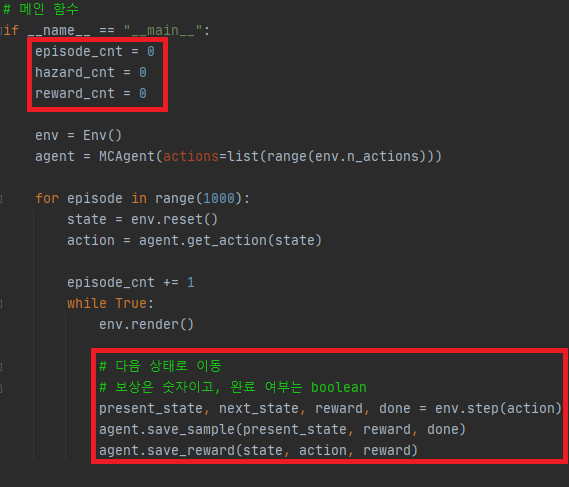 # 메인 함수
if __name__ == "__main__":
episode_cnt = 0
hazard_cnt = 0
reward_cnt = 0
env = Env()
agent = MCAgent(actions=list(range(env.n_actions)))
for episode in range(1000):
state = env.reset()
action = agent.get_action(state)
episode_cnt += 1
while True:
env.render()
# 다음 상태로 이동
# 보상은 숫자이고, 완료 여부는 boolean
present_state, next_state, reward, done = env.step(action)
agent.save_sample(present_state, reward, done)
agent.save_reward(state, action, reward)